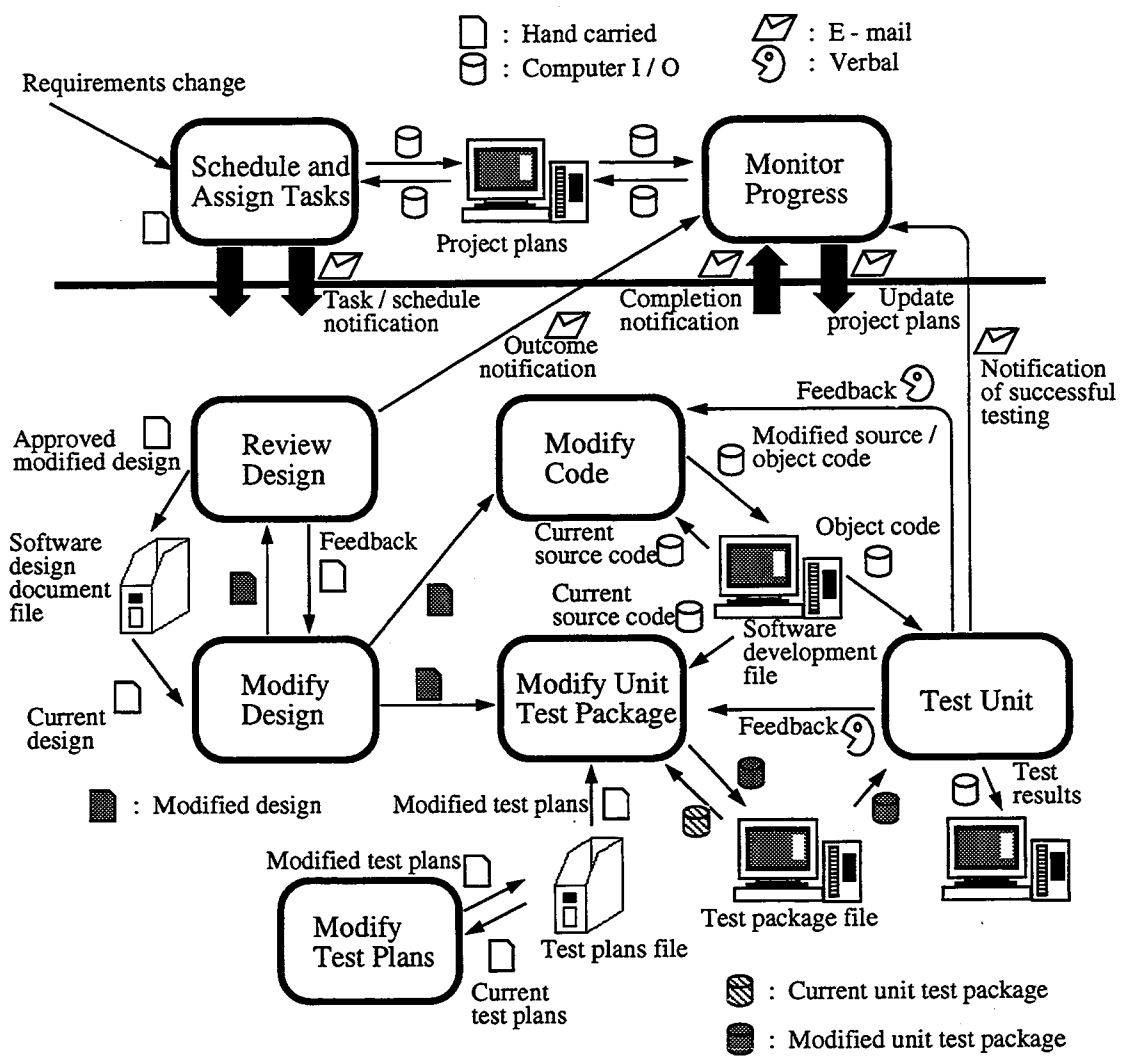 : Hand carried
: E - mail
: Computer I / O
: Verbal
Requirements change
Schedule and
Assign Tasks
Monitor
Progress
Project plans
Task / schedule
notification
Completion
notification
Update
project plans
Outcome
notification
Notification
of successful
testing
Feedback
Approved
modified design
Review
Design
Modify
Code
Modified source /
object code
Software
design
document
file
Feedback
Current
source code
Object code
Current
source code
Software
development
file
Current
design
Modify
Design
Modify Unit
Test Package
Feedback
Test Unit
: Modified design
Modified test plans
Test
results
Modified test plans
Modify
Test Plans
Test plans file
Test package file
Current
test plans
: Current unit test package
: Modified unit test package